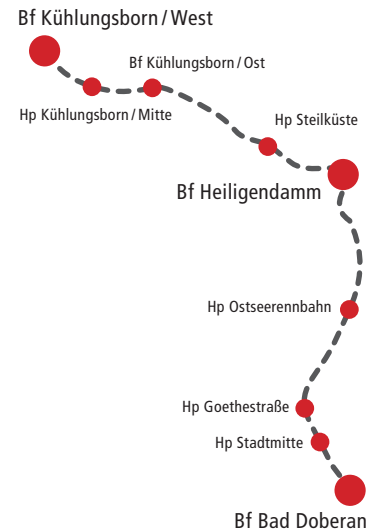 Bf Kühlungsborn / West
Bf Kühlungsborn / Ost
Hp Kühlungsborn / Mitte
Hp Steilküste
Bf Heiligendamm
Hp Ostseerennbahn
Hp Goethestraße
Hp Stadtmitte
Bf Bad Doberan